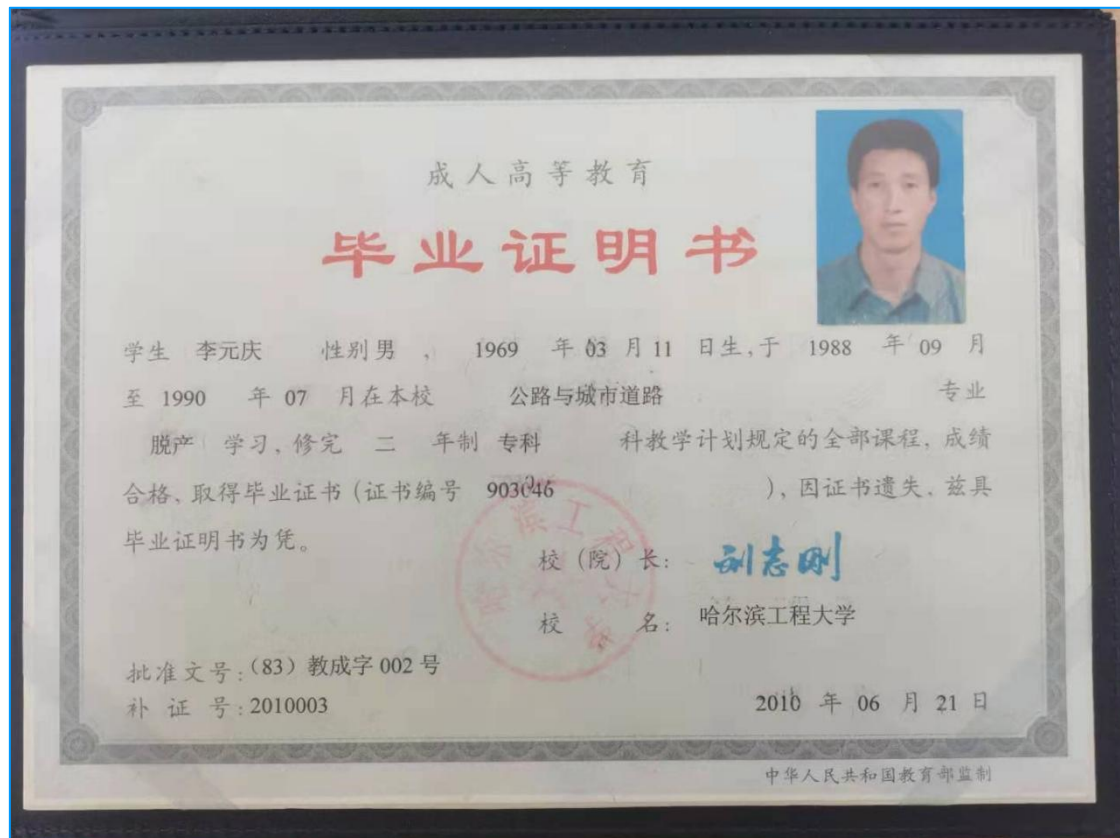 成人高等教育
毕业证明书
学生 李元庆 性别 男 , 1969 年 03 月 11 日生,于 1988 年 09 月
至 1990 年 07 月在本校 公路与城市道路 专业
脱产 学习,修完 二 年制 专科 科教学计划规定的全部课程,成绩
合格、取得毕业证书(证书编号 903046 ),因证书遗失,兹具
毕业证明书为凭。
校(院)长: 刘志刚
校 名: 哈尔滨工程大学
批准文号:(83)教成字 002 号
补 证 号:2010003
2010 年 06 月 21 日
中华人民共和国教育部监制
哈尔滨工程大学